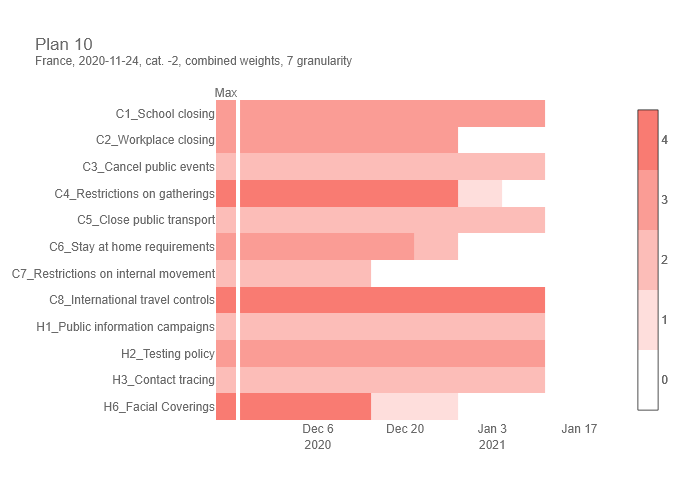 Plan 10
France, 2020-11-24, cat. -2, combined weights, 7 granularity
Max
C1_School closing
C2_Workplace closing
C3_Cancel public events
C4_Restrictions on gatherings
C5_Close public transport
C6_Stay at home requirements
C7_Restrictions on internal movement
C8_International travel controls
H1_Public information campaigns
H2_Testing policy
H3_Contact tracing
H6_Facial Coverings
Dec 6
2020
Dec 20
Jan 3
2021
Jan 17
4
3
2
1
0